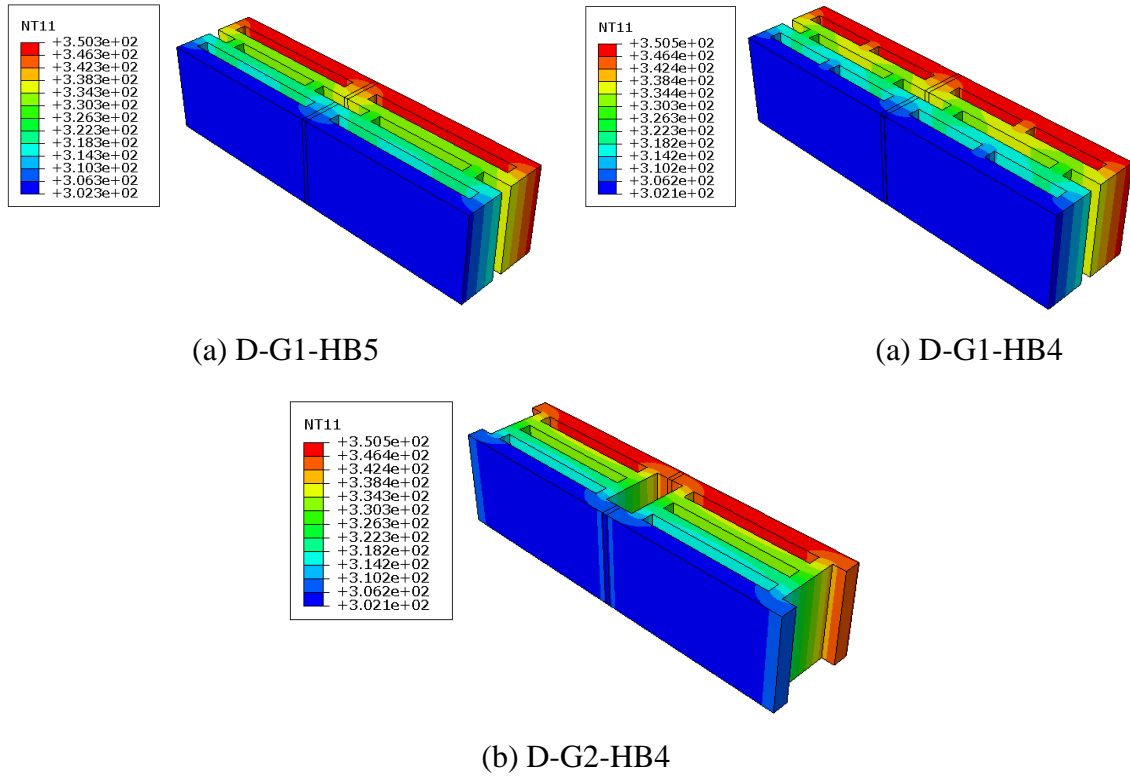 NT11
+3.503e+02
+3.463e+02
+3.423e+02
+3.383e+02
+3.343e+02
+3.303e+02
+3.263e+02
+3.223e+02
+3.183e+02
+3.143e+02
+3.103e+02
+3.063e+02
+3.023e+02
(a) D-G1-HB5
NT11
+3.505e+02
+3.464e+02
+3.424e+02
+3.384e+02
+3.344e+02
+3.303e+02
+3.263e+02
+3.223e+02
+3.182e+02
+3.142e+02
+3.102e+02
+3.062e+02
+3.021e+02
(a) D-G1-HB4
NT11
+3.505e+02
+3.464e+02
+3.424e+02
+3.384e+02
+3.343e+02
+3.303e+02
+3.263e+02
+3.223e+02
+3.182e+02
+3.142e+02
+3.102e+02
+3.062e+02
+3.021e+02
(b) D-G2-HB4